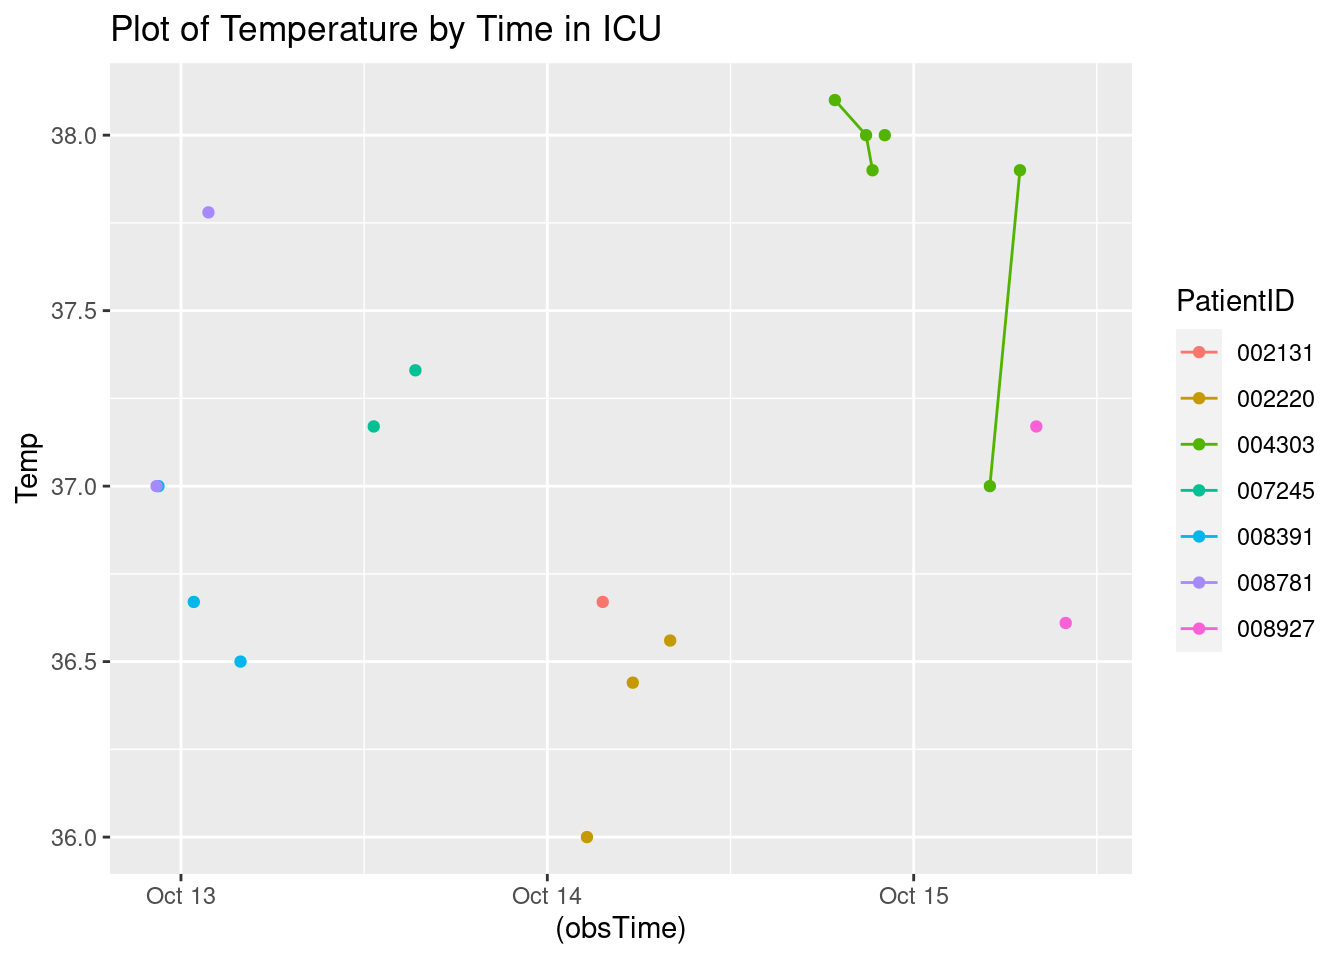 Plot of Temperature by Time in ICU
Temp
38.0
37.5
37.0
36.5
36.0
Oct 13
Oct 14
Oct 15
(obsTime)
PatientID
002131
002220
004303
007245
008391
008781
008927